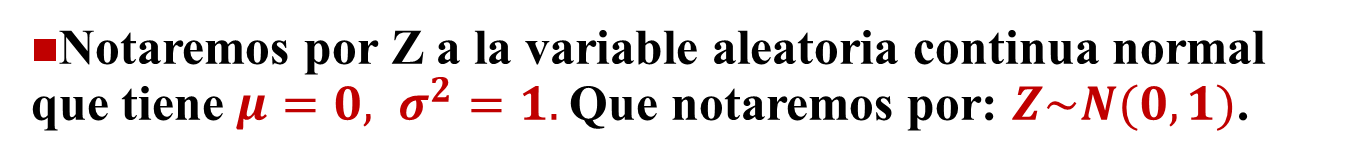 ■Notaremos por Z a la variable aleatoria continua normal
que tiene μ = 0, σ² = 1. Que notaremos por: Z~N(0, 1).